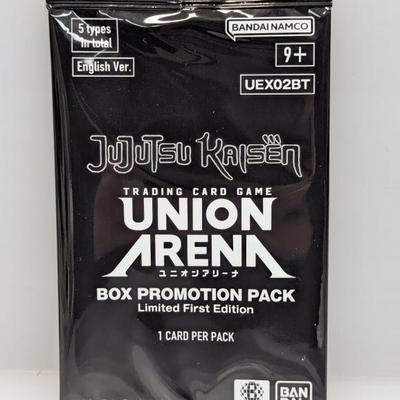 5 types
in total
English Ver.
BANDAI NAMCO
9+
UEX02BT
JUJUTSU KAISEN
TRADING CARD GAME
UNION
ARENA
ユニオンアリーナ
BOX PROMOTION PACK
Limited First Edition
1 CARD PER PACK
BAN